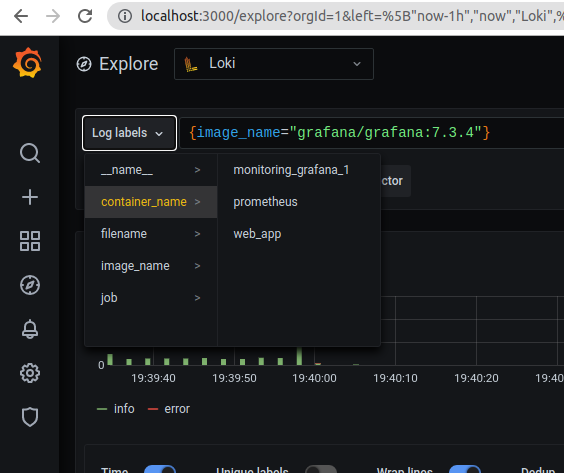 localhost:3000/explore?orgId=1&left=%5B"now-1h","now","Loki",%
Explore
Loki
Log labels
{image_name="grafana/grafana:7.3.4"}
__name__ >
monitoring_grafana_1
ctor
container_name >
prometheus
filename >
web_app
image_name >
job >
0
19:39:40 19:39:50 19:40:00 19:40:10 19:40:20 19:40
info error
Time Unique labels Wrap lines Dedup